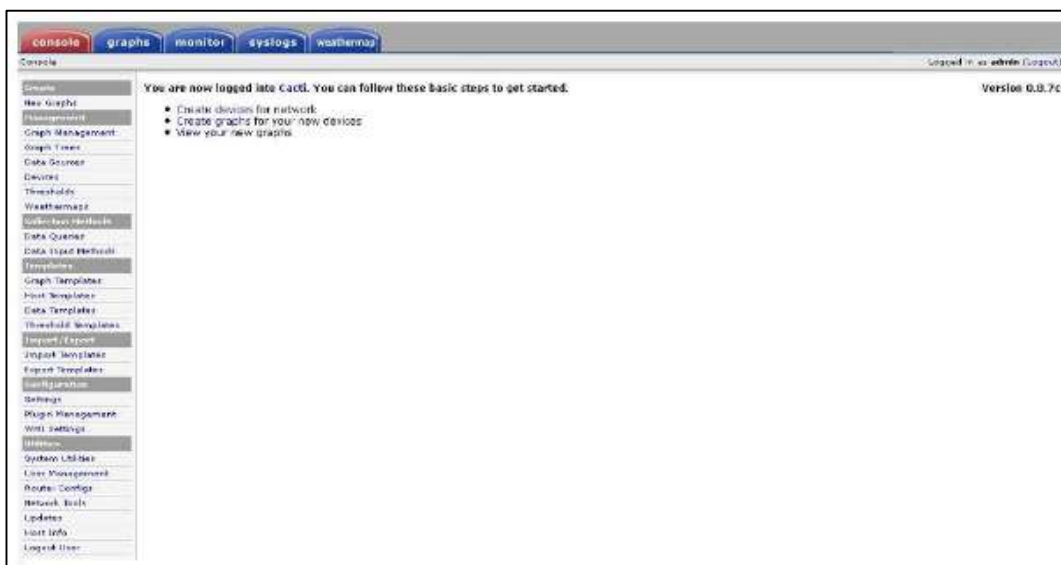 console graphs monitor syslogs weathermap
Console Logged in as admin (Logout)
Create
New Graphs
Management
Graph Management
Graph Trees
Data Sources
Devices
Thresholds
Weathermaps
Collection Methods
Data Queries
Data Input Methods
Templates
Graph Templates
Host Templates
Data Templates
Threshold Templates
Import/Export
Import Templates
Export Templates
Configuration
Settings
Plugin Management
WMI Settings
Utilities
System Utilities
User Management
Router Configs
Network Tools
Updates
Host Info
Logout User
You are now logged into Cacti. You can follow these basic steps to get started.
Version 0.8.7c
• Create devices for network
• Create graphs for your new devices
• View your new graphs